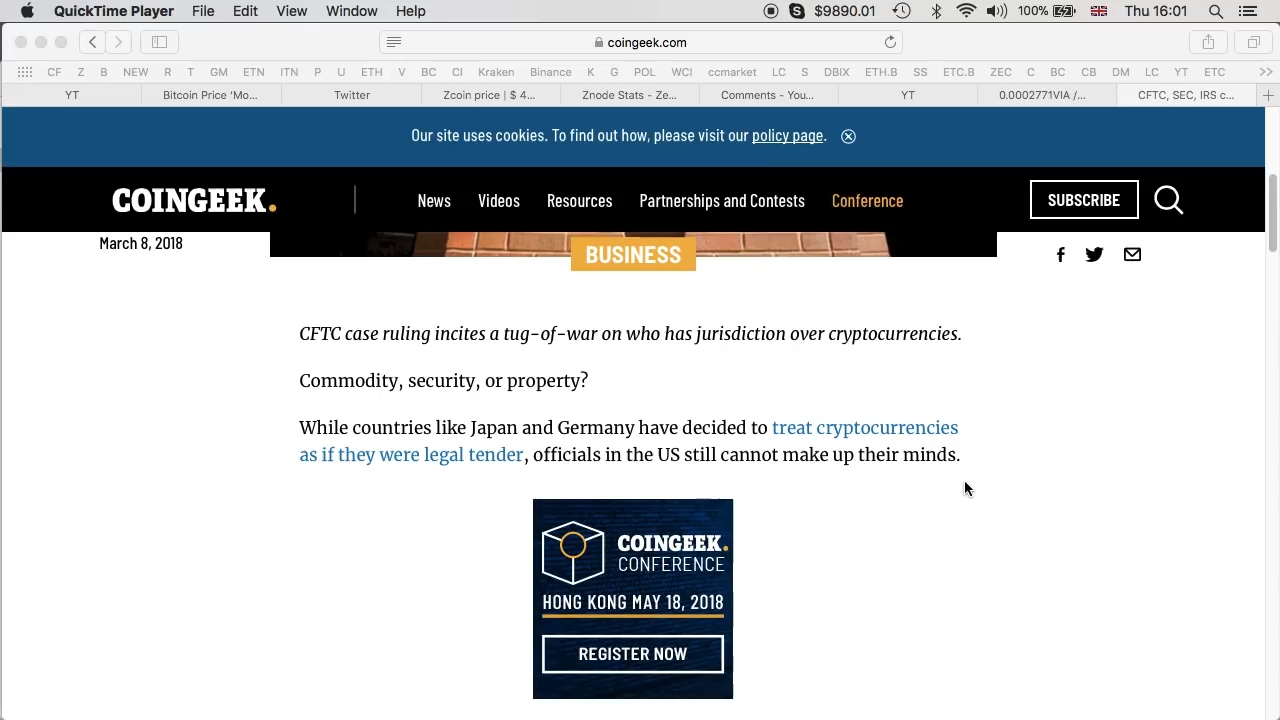 QuickTime Player File Edit View Window Help $9890.01 100% Thu 16:01
coingeek.com
CF Z B NEW R T GM ETN ITN P U ETH V BC CI Kraken Binance K G POL WCI ccmarket LC S DBIX ETH.B SS ETC.B ZEC C BC CB DM LC YT ETC >>
YT Bitcoin Price ‘Mo... Twitter Zcoin price | $ 4... Znode Stats - Ze... Comments - You... YT 0.0002771VIA /... CFTC, SEC, IRS c...
Our site uses cookies. To find out how, please visit our policy page.
COINGEEK. News Videos Resources Partnerships and Contests Conference SUBSCRIBE
March 8, 2018
BUSINESS
CFTC case ruling incites a tug-of-war on who has jurisdiction over cryptocurrencies.
Commodity, security, or property?
While countries like Japan and Germany have decided to treat cryptocurrencies
as if they were legal tender, officials in the US still cannot make up their minds.
COINGEEK.
CONFERENCE
HONG KONG MAY 18, 2018
REGISTER NOW